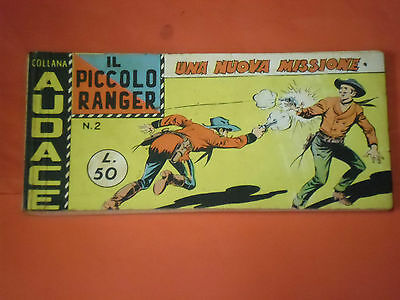 COLLANA
AUDACE
IL
PICCOLO
RANGER
N. 2
L.
50
UNA NUOVA MISSIONE